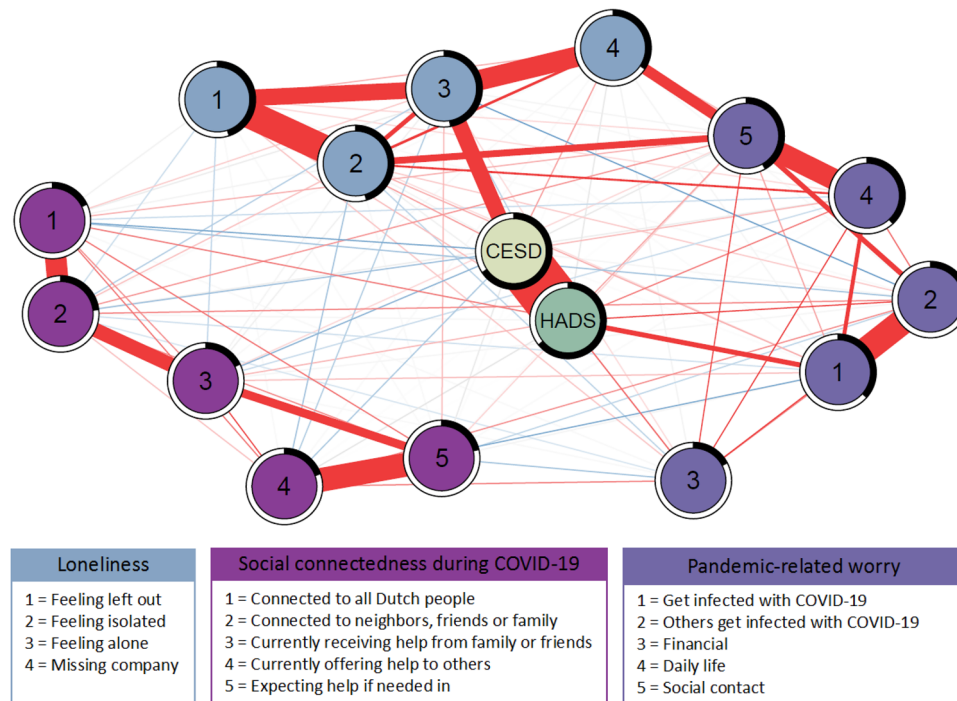 4
3
1
5
2
4
1
CESD
2
2
HADS
1
3
5
3
4
Loneliness
1 = Feeling left out
2 = Feeling isolated
3 = Feeling alone
4 = Missing company
Social connectedness during COVID-19
1 = Connected to all Dutch people
2 = Connected to neighbors, friends or family
3 = Currently receiving help from family or friends
4 = Currently offering help to others
5 = Expecting help if needed in
Pandemic-related worry
1 = Get infected with COVID-19
2 = Others get infected with COVID-19
3 = Financial
4 = Daily life
5 = Social contact